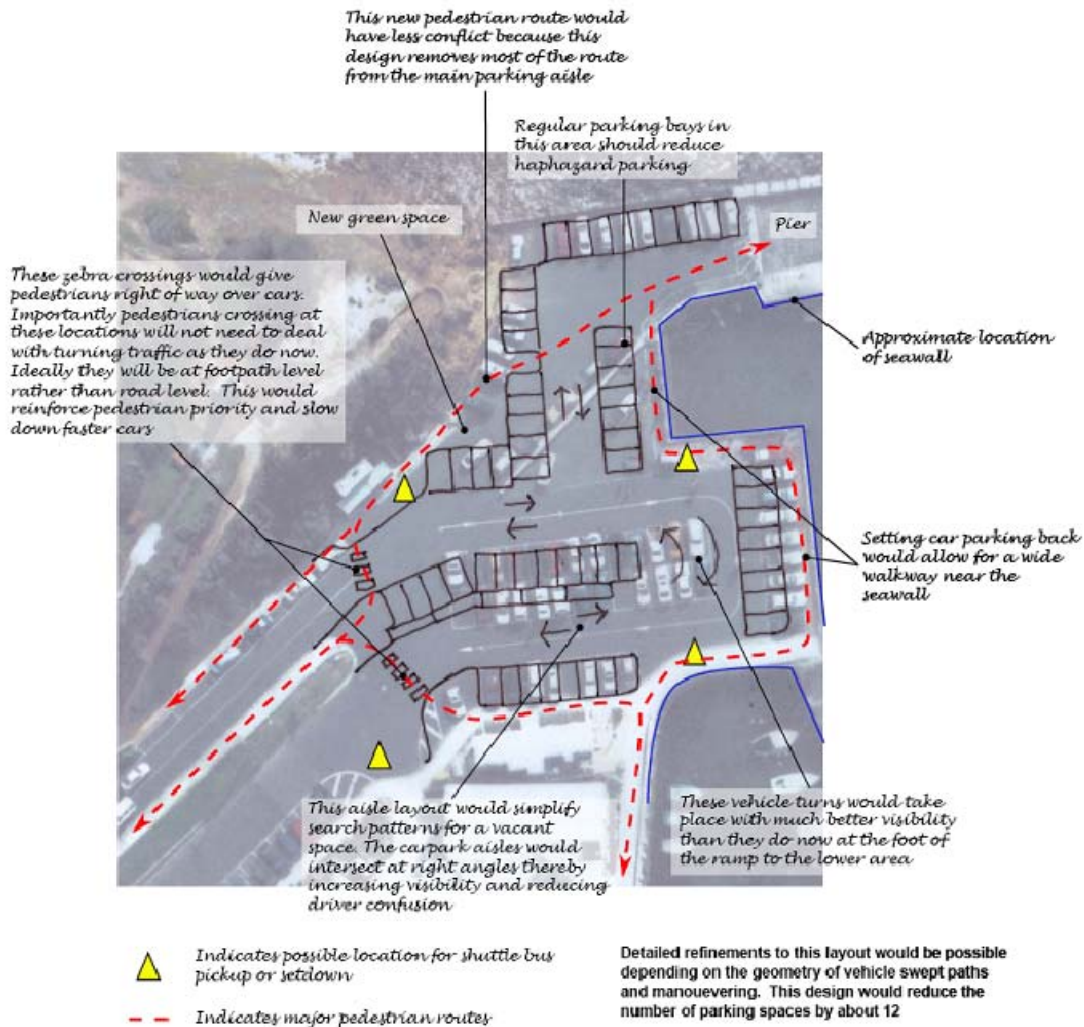 This new pedestrian route would
have less conflict because this
design removes most of the route
from the main parking aisle
Regular parking bays in
this area should reduce
haphazard parking
New green space
Pier
These zebra crossings would give
pedestrians right of way over cars.
Importantly pedestrians crossing at
these locations will not need to deal
with turning traffic as they do now.
Ideally they will be at footpath level
rather than road level. This would
reinforce pedestrian priority and slow
down faster cars
Approximate location
of seawall
Setting car parking back
would allow for a wide
walkway near the
seawall
This aisle layout would simplify
search patterns for a vacant
space. The carpark aisles would
intersect at right angles thereby
increasing visibility and reducing
driver confusion
These vehicle turns would take
place with much better visibility
than they do now at the foot of
the ramp to the lower area
Indicates possible location for shuttle bus
pickup or setdown
Indicates major pedestrian routes
Detailed refinements to this layout would be possible
depending on the geometry of vehicle swept paths
and manouevering. This design would reduce the
number of parking spaces by about 12